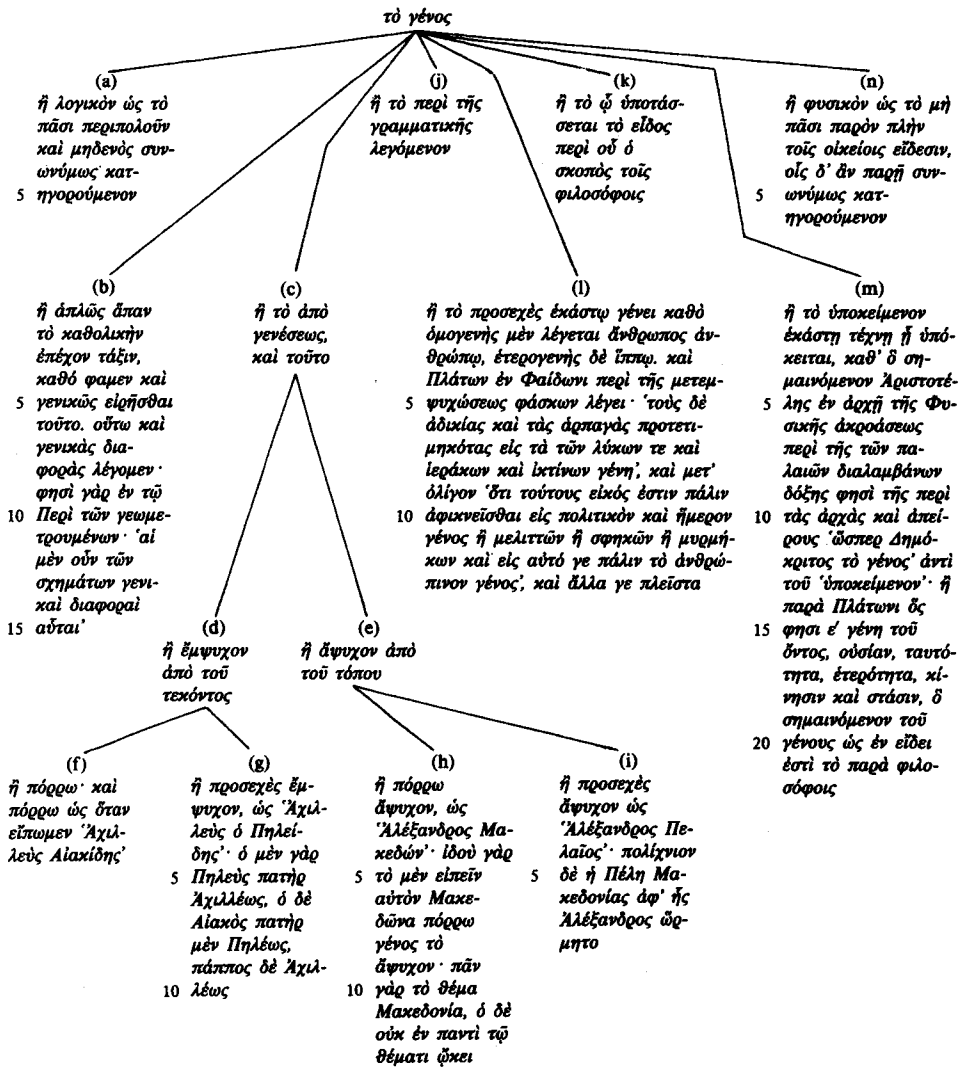 τὸ γένος
(a)
ἢ λογικὸν ὡς τὸ
πᾶσι περιπολοῦν
καὶ μηδενὸς συν-
ωνύμως κατ-
5 ηγορούμενον
(j)
ἢ τὸ περὶ τῆς
γραμματικῆς
λεγόμενον
(k)
ἢ τὸ ᾧ ὑποτάσ-
σεται τὸ εἶδος
περὶ οὗ ὁ
σκοπὸς τοῖς
φιλοσόφοις
(n)
ἢ φυσικὸν ὡς τὸ μὴ
πᾶσι παρὸν πλὴν
τοῖς οἰκείοις εἴδεσιν,
οἷς δ' ἂν παρῇ συν-
5 ωνύμως κατ-
ηγορούμενον
(b)
ἢ ἁπλῶς ἅπαν
τὸ καθολικὴν
ἐπέχον τάξιν,
καθό φαμεν καὶ
5 γενικῶς εἰρῆσθαι
τοῦτο. οὕτω καὶ
γενικὰς δια-
φορὰς λέγομεν·
φησὶ γὰρ ἐν τῷ
10 Περὶ τῶν γεωμε-
τρουμένων· 'αἱ
μὲν οὖν τῶν
σχημάτων γενι-
καὶ διαφοραὶ
15 αὗται'
(c)
ἢ τὸ ἀπὸ
γενέσεως,
καὶ τοῦτο
(l)
ἢ τὸ προσεχὲς ἑκάστῳ γένει καθὸ
ὁμογενὴς μὲν λέγεται ἄνθρωπος ἀν-
θρώπῳ, ἑτερογενὴς δὲ ἵππῳ. καὶ
Πλάτων ἐν Φαίδωνι περὶ τῆς μετεμ-
5 ψυχώσεως φάσκων λέγει· 'τοὺς δὲ
ἀδικίας καὶ τὰς ἁρπαγὰς προτετι-
μηκότας εἰς τὰ τῶν λύκων τε καὶ
ἱεράκων καὶ ἰκτίνων γένη', καὶ μετ'
ὀλίγον 'ὅτι τούτους εἰκός ἐστιν πάλιν
10 ἀφικνεῖσθαι εἰς πολιτικὸν καὶ ἥμερον
γένος ἢ μελιττῶν ἢ σφηκῶν ἢ μυρμή-
κων καὶ εἰς αὐτό γε πάλιν τὸ ἀνθρώ-
πινον γένος', καὶ ἄλλα γε πλεῖστα
(m)
ἢ τὸ ὑποκείμενον
ἑκάστῃ τέχνῃ ᾗ ὑπό-
κειται, καθ' ὃ ση-
μαινόμενον Ἀριστοτέ-
5 λης ἐν ἀρχῇ τῆς Φυ-
σικῆς ἀκροάσεως
περὶ τῆς τῶν πα-
λαιῶν διαλαμβάνων
δόξης φησὶ τῆς περὶ
10 τὰς ἀρχὰς καὶ ἀπεί-
ρους 'ὥσπερ Δημό-
κριτος τὸ γένος' ἀντὶ
τοῦ 'ὑποκείμενον'· ἢ
παρὰ Πλάτωνι ὅς
15 φησι ε' γένη τοῦ
ὄντος, οὐσίαν, ταυτό-
τητα, ἑτερότητα, κί-
νησιν καὶ στάσιν, ὃ
σημαινόμενον τοῦ
20 γένους ὡς ἐν εἴδει
ἐστὶ τὸ παρὰ φιλο-
σόφοις
(d)
ἢ ἔμψυχον
ἀπὸ τοῦ
τεκόντος
(e)
ἢ ἄψυχον ἀπὸ
τοῦ τόπου
(f)
ἢ πόρρω· καὶ
πόρρω ὡς ὅταν
εἴπωμεν 'Ἀχιλ-
λεὺς Αἰακίδης'
(g)
ἢ προσεχὲς ἔμ-
ψυχον, ὡς 'Ἀχιλ-
λεὺς ὁ Πηλεί-
δης'· ὁ μὲν γὰρ
5 Πηλεὺς πατὴρ
Ἀχιλλέως, ὁ δὲ
Αἰακὸς πατὴρ
μὲν Πηλέως,
πάππος δὲ Ἀχιλ-
10 λέως
(h)
ἢ πόρρω
ἄψυχον, ὡς
'Ἀλέξανδρος Μα-
κεδών'· ἰδοὺ γὰρ
5 τὸ μὲν εἰπεῖν
αὐτὸν Μακε-
δῶνα πόρρω
γένος τὸ
ἄψυχον· πᾶν
10 γὰρ τὸ θέμα
Μακεδονία, ὁ δὲ
οὐκ ἐν παντὶ τῷ
θέματι ᾤκει
(i)
ἢ προσεχὲς
ἄψυχον ὡς
'Ἀλέξανδρος Πε-
λαῖος'· πολίχνιον
5 δὲ ἡ Πέλη Μα-
κεδονίας ἀφ' ἧς
Ἀλέξανδρος ὥρ-
μητο